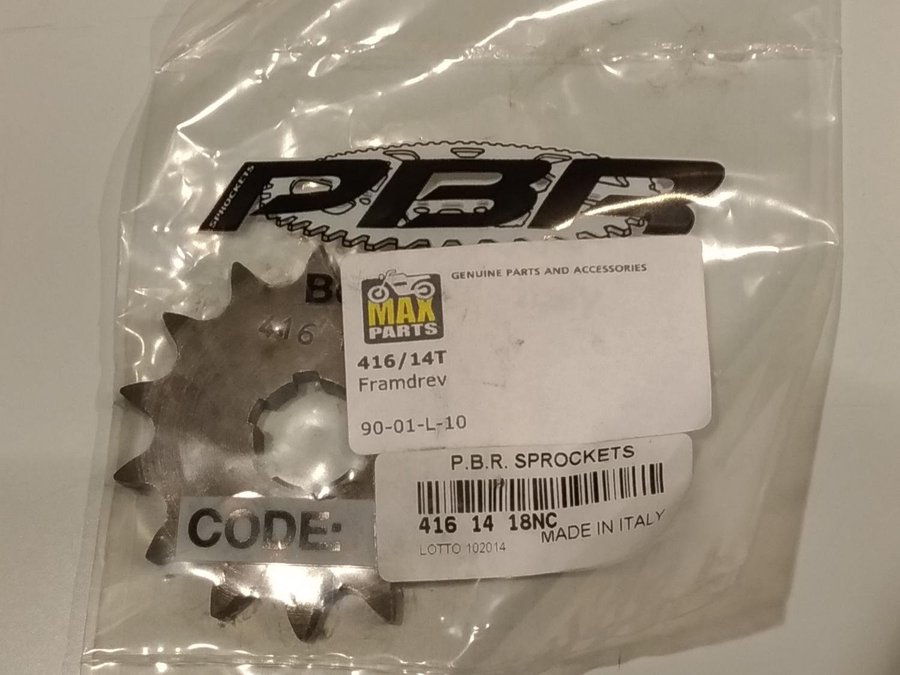 SPROCKETS
PBR
416
GENUINE PARTS AND ACCESSORIES
MAX
PARTS
416/14T
Framdrev
90-01-L-10
P.B.R. SPROCKETS
416 14 18NC
MADE IN ITALY
LOTTO 102014
CODE: